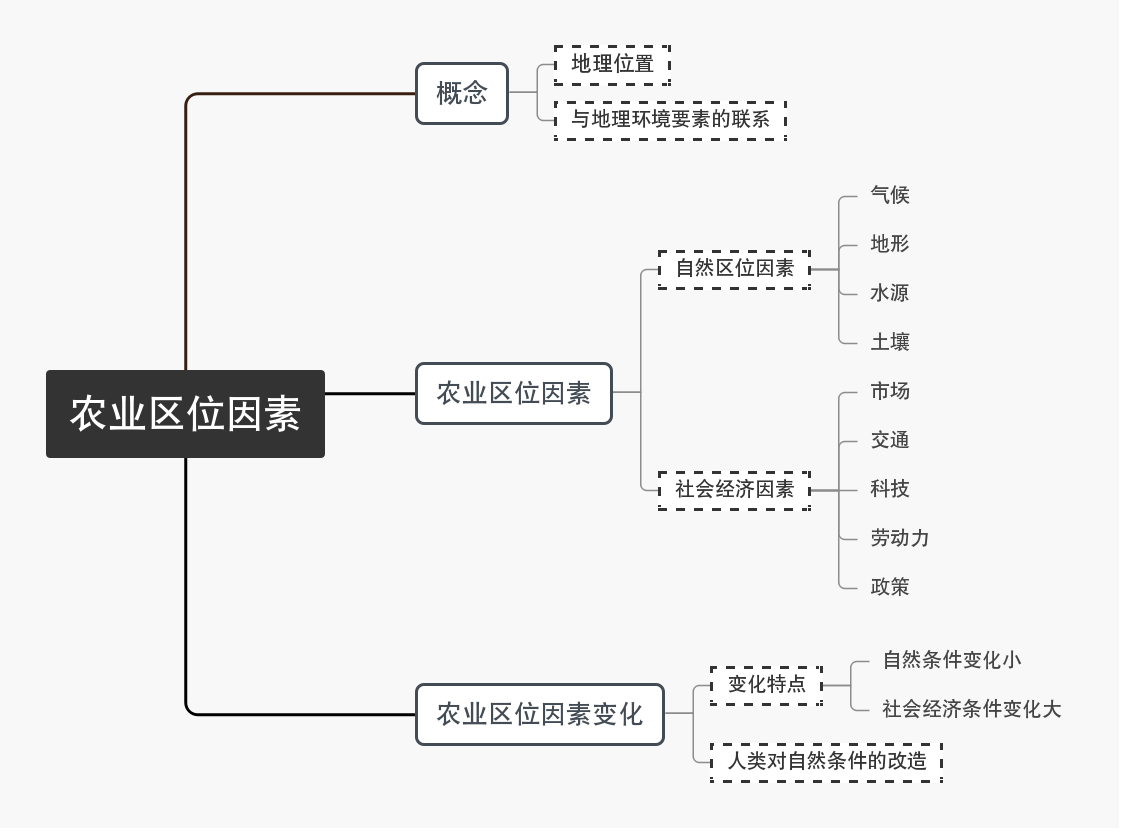 农业区位因素
概念
地理位置
与地理环境要素的联系
农业区位因素
自然区位因素
气候
地形
水源
土壤
社会经济因素
市场
交通
科技
劳动力
政策
农业区位因素变化
变化特点
自然条件变化小
社会经济条件变化大
人类对自然条件的改造